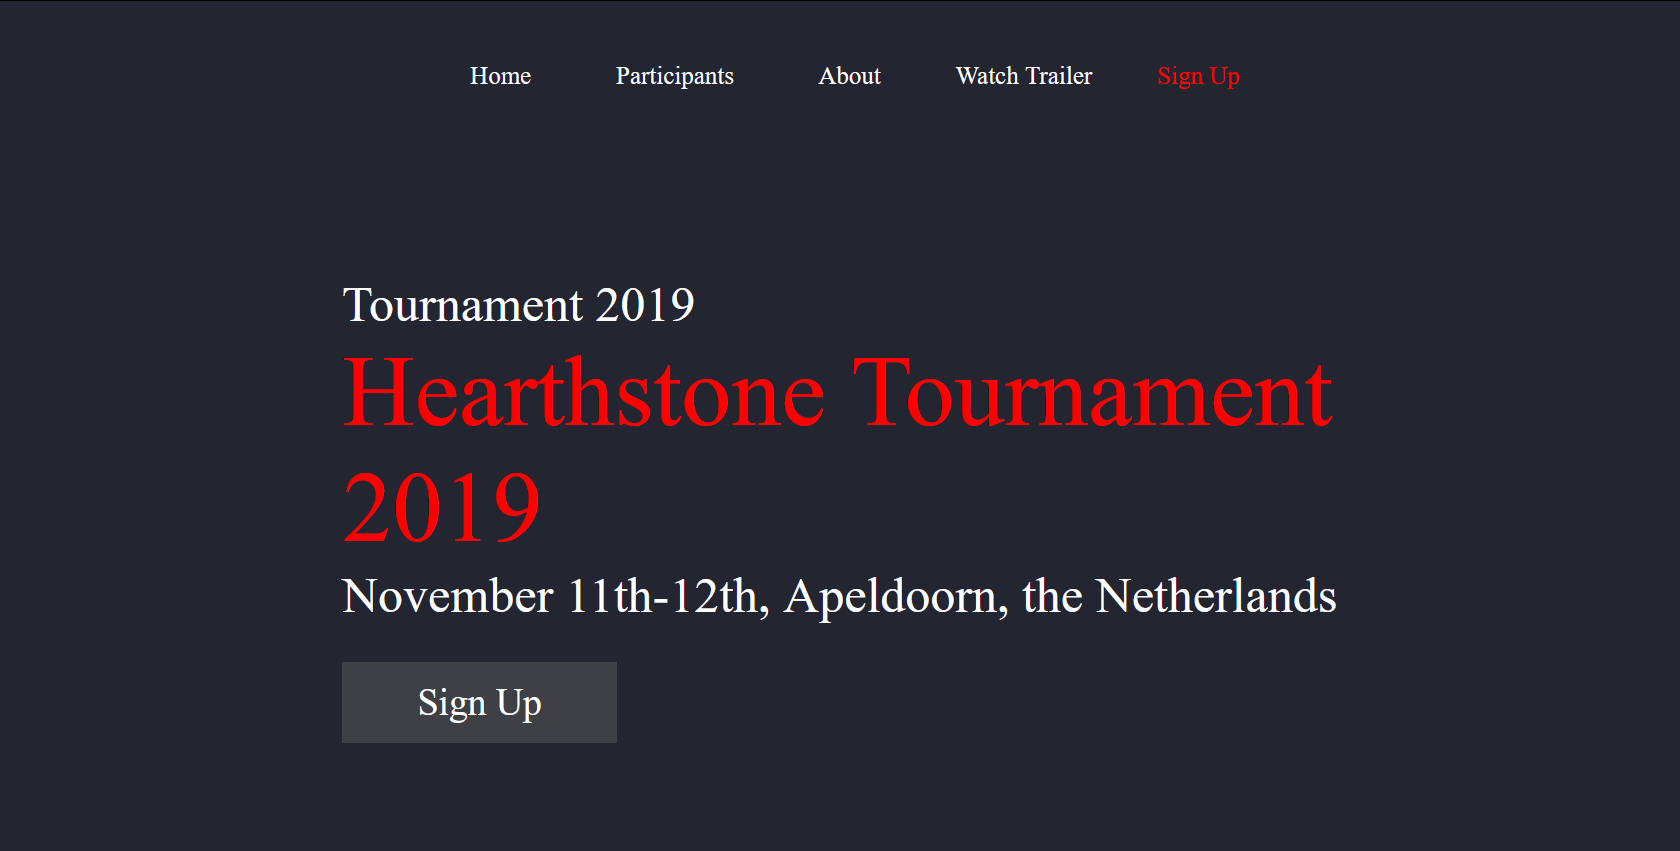 Home Participants About Watch Trailer Sign Up
Tournament 2019
Hearthstone Tournament
2019
November 11th-12th, Apeldoorn, the Netherlands
Sign Up